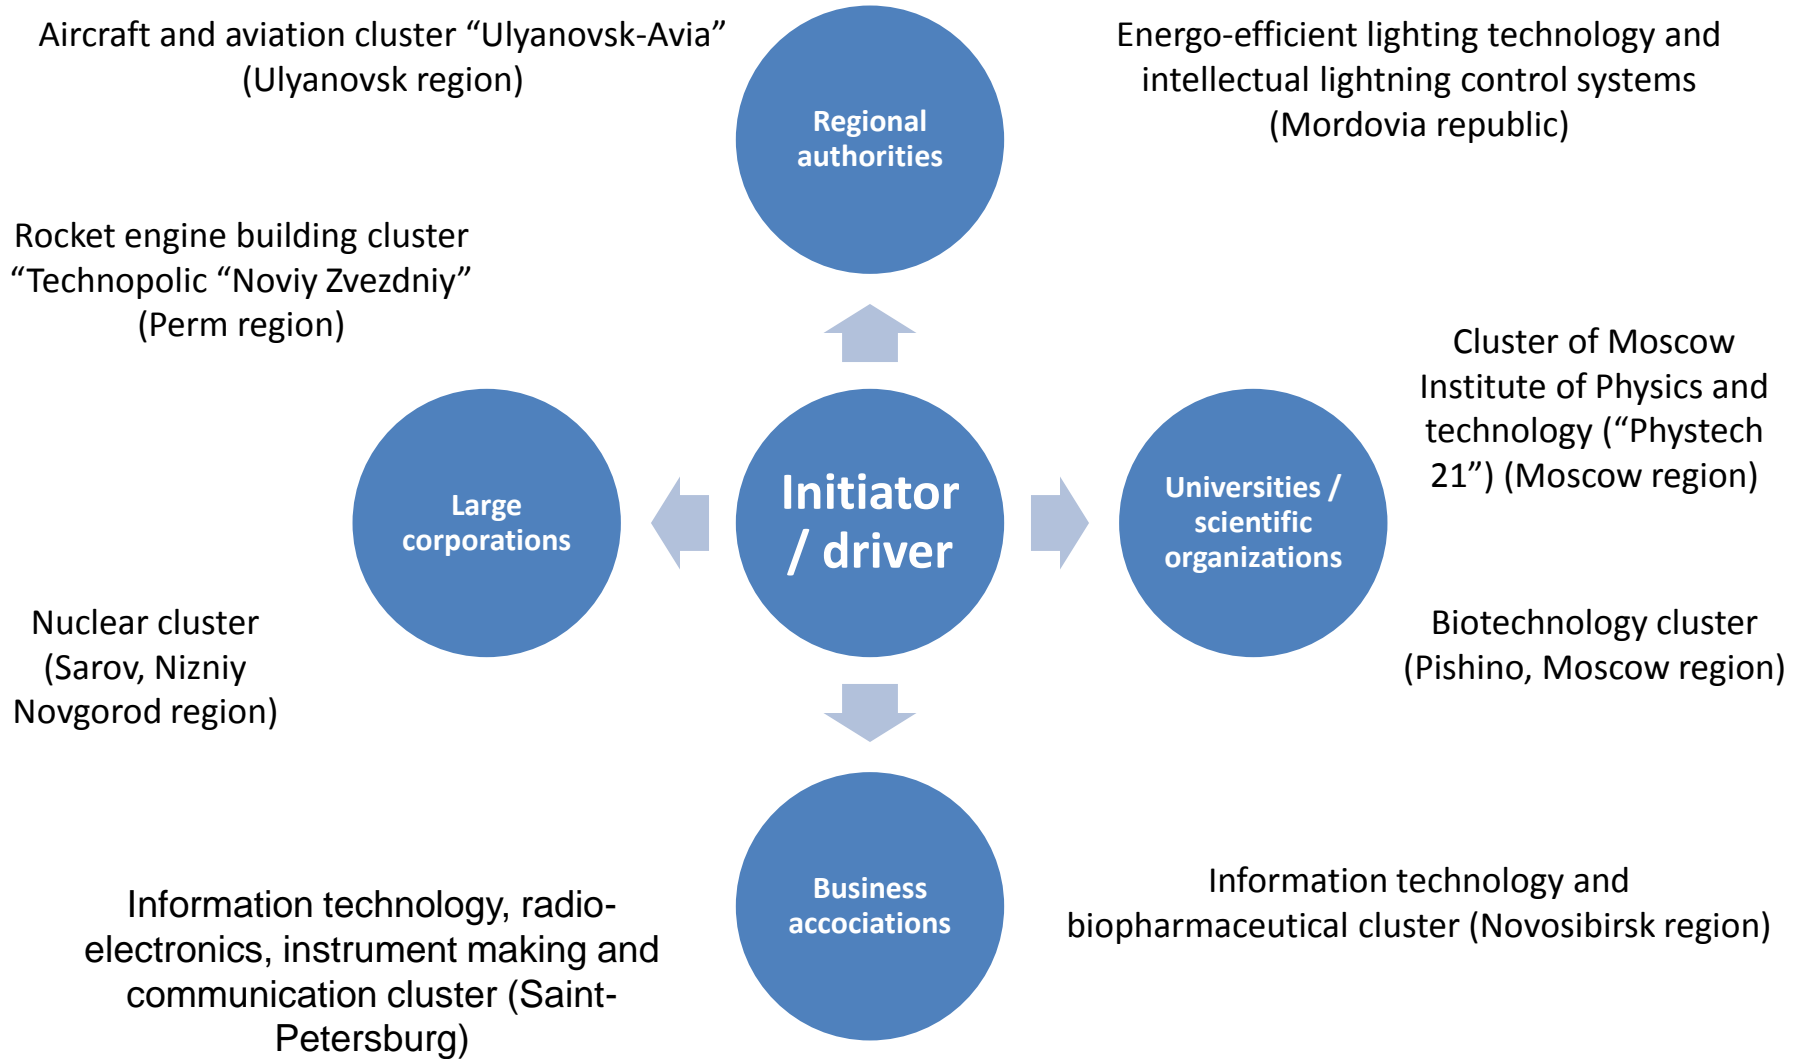 Aircraft and aviation cluster “Ulyanovsk-Avia”
(Ulyanovsk region)
Regional
authorities
Energo-efficient lighting technology and
intellectual lightning control systems
(Mordovia republic)
Rocket engine building cluster
“Technopolic “Noviy Zvezdniy”
(Perm region)
Large
corporations
Initiator
/ driver
Universities /
scientific
organizations
Cluster of Moscow
Institute of Physics and
technology (“Phystech
21”) (Moscow region)
Nuclear cluster
(Sarov, Nizniy
Novgorod region)
Biotechnology cluster
(Pishino, Moscow region)
Information technology, radio-
electronics, instrument making and
communication cluster (Saint-
Petersburg)
Business
accociations
Information technology and
biopharmaceutical cluster (Novosibirsk region)